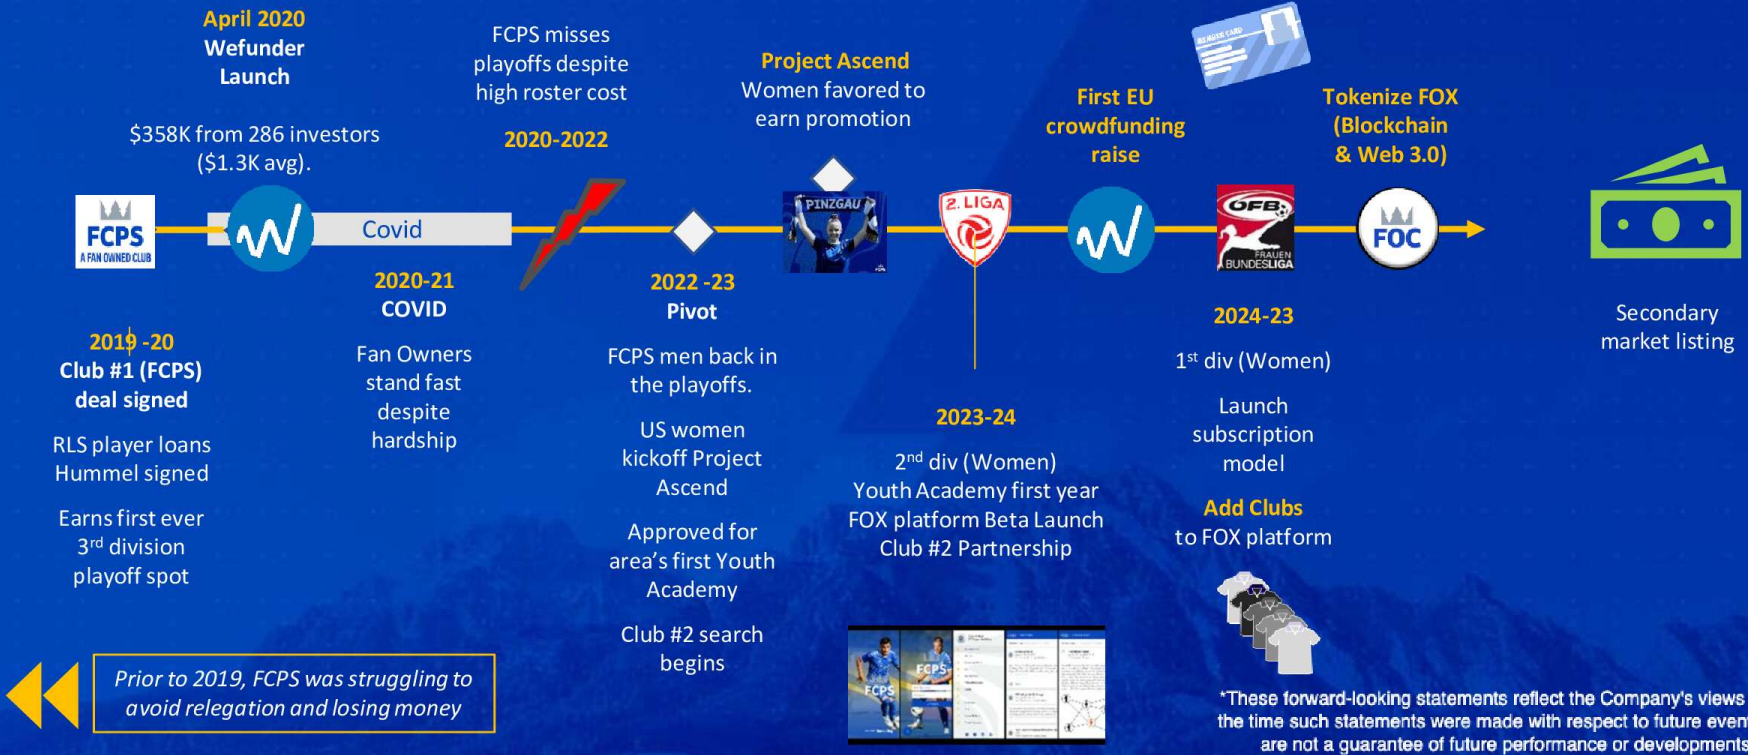 April 2020
Wefunder
Launch
$358K from 286 investors
($1.3K avg).
FCPS misses
playoffs despite
high roster cost
2020-2022
Project Ascend
Women favored to
earn promotion
First EU
crowdfunding
raise
MEMBER CARD
Tokenize FOX
(Blockchain
& Web 3.0)
FCPS
A FAN OWNED CLUB
Covid
PINZGAU
2. LIGA
ÖFB
FRAUEN
BUNDESLIGA
FOC
Secondary
market listing
2019 -20
Club #1 (FCPS)
deal signed
RLS player loans
Hummel signed
Earns first ever
3rd division
playoff spot
2020-21
COVID
Fan Owners
stand fast
despite
hardship
2022 -23
Pivot
FCPS men back in
the playoffs.
US women
kickoff Project
Ascend
Approved for
area's first Youth
Academy
Club #2 search
begins
2023-24
2nd div (Women)
Youth Academy first year
FOX platform Beta Launch
Club #2 Partnership
FCPS
FCPS
2024-23
1st div (Women)
Launch
subscription
model
Add Clubs
to FOX platform
Prior to 2019, FCPS was struggling to
avoid relegation and losing money
*These forward-looking statements reflect the Company's views
the time such statements were made with respect to future event
are not a guarantee of future performance or developments